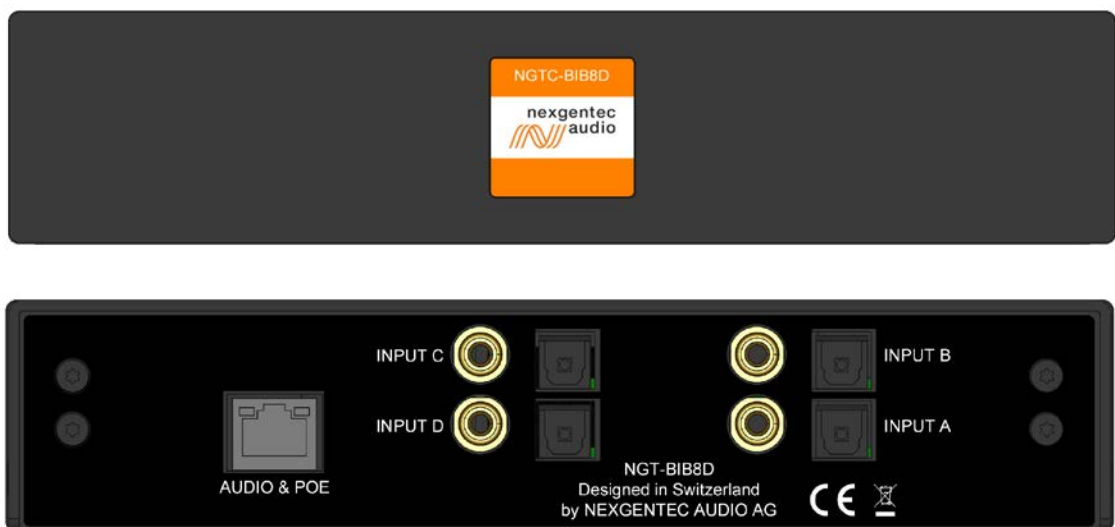 NGTC-BIB8D
nexgentec
audio
INPUT C
INPUT B
INPUT D
INPUT A
AUDIO & POE
NGT-BIB8D
Designed in Switzerland
by NEXGENTEC AUDIO AG
CE